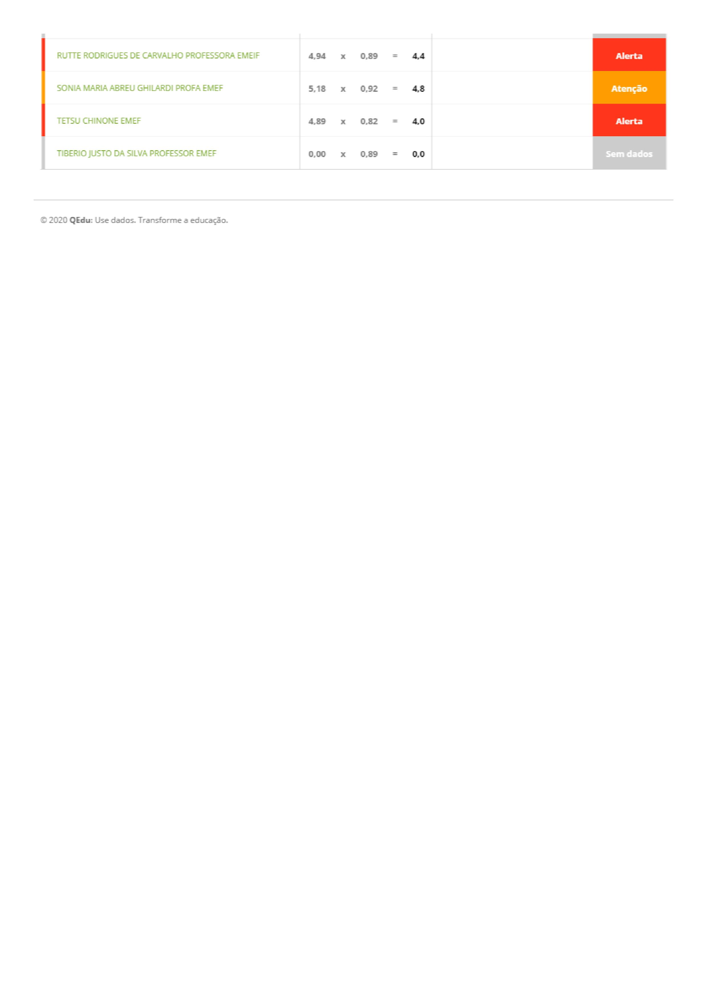 RUTTE RODRIGUES DE CARVALHO PROFESSORA EMEIF 4,94 x 0,89 = 4,4 Alerta
SONIA MARIA ABREU GHILARDI PROFA EMEF 5,18 x 0,92 = 4,8 Atenção
TETSU CHINONE EMEF 4,89 x 0,82 = 4,0 Alerta
TIBERIO JUSTO DA SILVA PROFESSOR EMEF 0,00 x 0,89 = 0,0 Sem dados
© 2020 QEdu: Use dados. Transforme a educação.